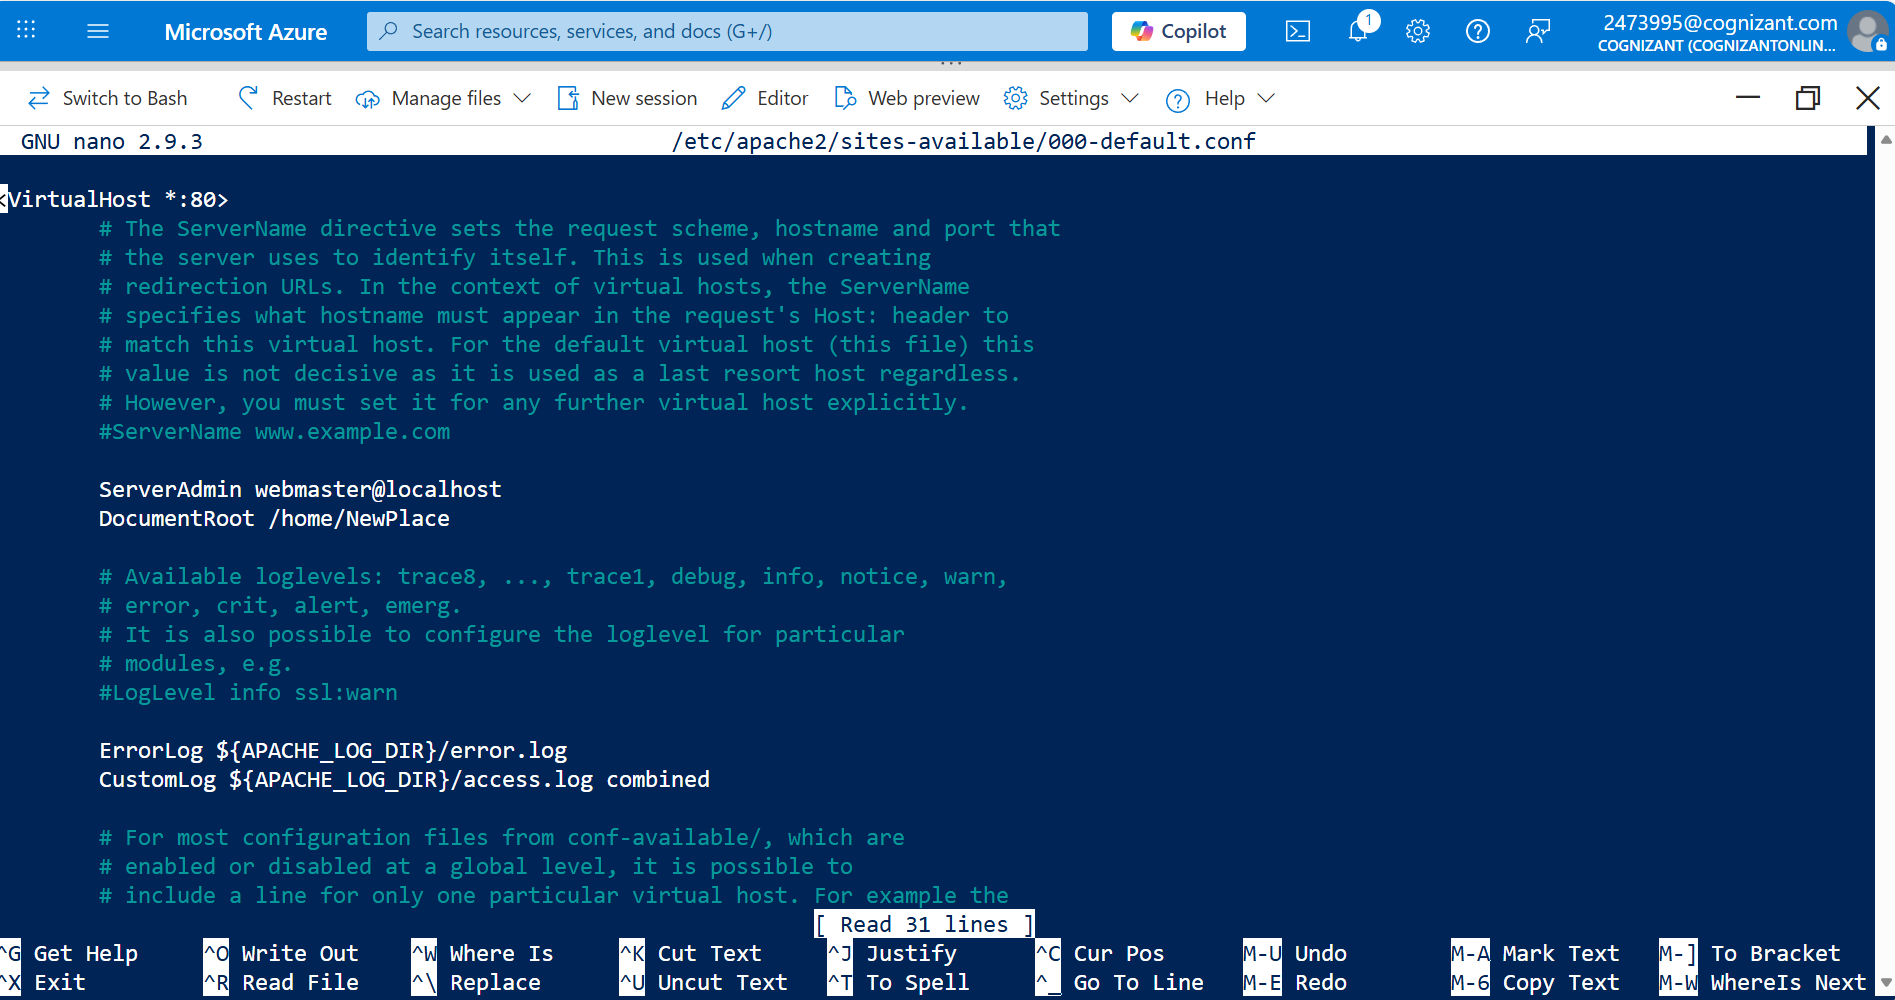 Microsoft Azure
Search resources, services, and docs (G+/)
Copilot
1
2473995@cognizant.com
COGNIZANT (COGNIZANTONLIN...
Switch to Bash
Restart
Manage files
New session
Editor
Web preview
Settings
Help
GNU nano 2.9.3 /etc/apache2/sites-available/000-default.conf
<VirtualHost *:80>
# The ServerName directive sets the request scheme, hostname and port that
# the server uses to identify itself. This is used when creating
# redirection URLs. In the context of virtual hosts, the ServerName
# specifies what hostname must appear in the request's Host: header to
# match this virtual host. For the default virtual host (this file) this
# value is not decisive as it is used as a last resort host regardless.
# However, you must set it for any further virtual host explicitly.
#ServerName www.example.com
ServerAdmin webmaster@localhost
DocumentRoot /home/NewPlace
# Available loglevels: trace8, ..., trace1, debug, info, notice, warn,
# error, crit, alert, emerg.
# It is also possible to configure the loglevel for particular
# modules, e.g.
#LogLevel info ssl:warn
ErrorLog ${APACHE_LOG_DIR}/error.log
CustomLog ${APACHE_LOG_DIR}/access.log combined
# For most configuration files from conf-available/, which are
# enabled or disabled at a global level, it is possible to
# include a line for only one particular virtual host. For example the
[ Read 31 lines ]
^G Get Help ^O Write Out ^W Where Is ^K Cut Text ^J Justify ^C Cur Pos M-U Undo M-A Mark Text M-] To Bracket
^X Exit ^R Read File ^\ Replace ^U Uncut Text ^T To Spell ^_ Go To Line M-E Redo M-6 Copy Text M-W WhereIs Next